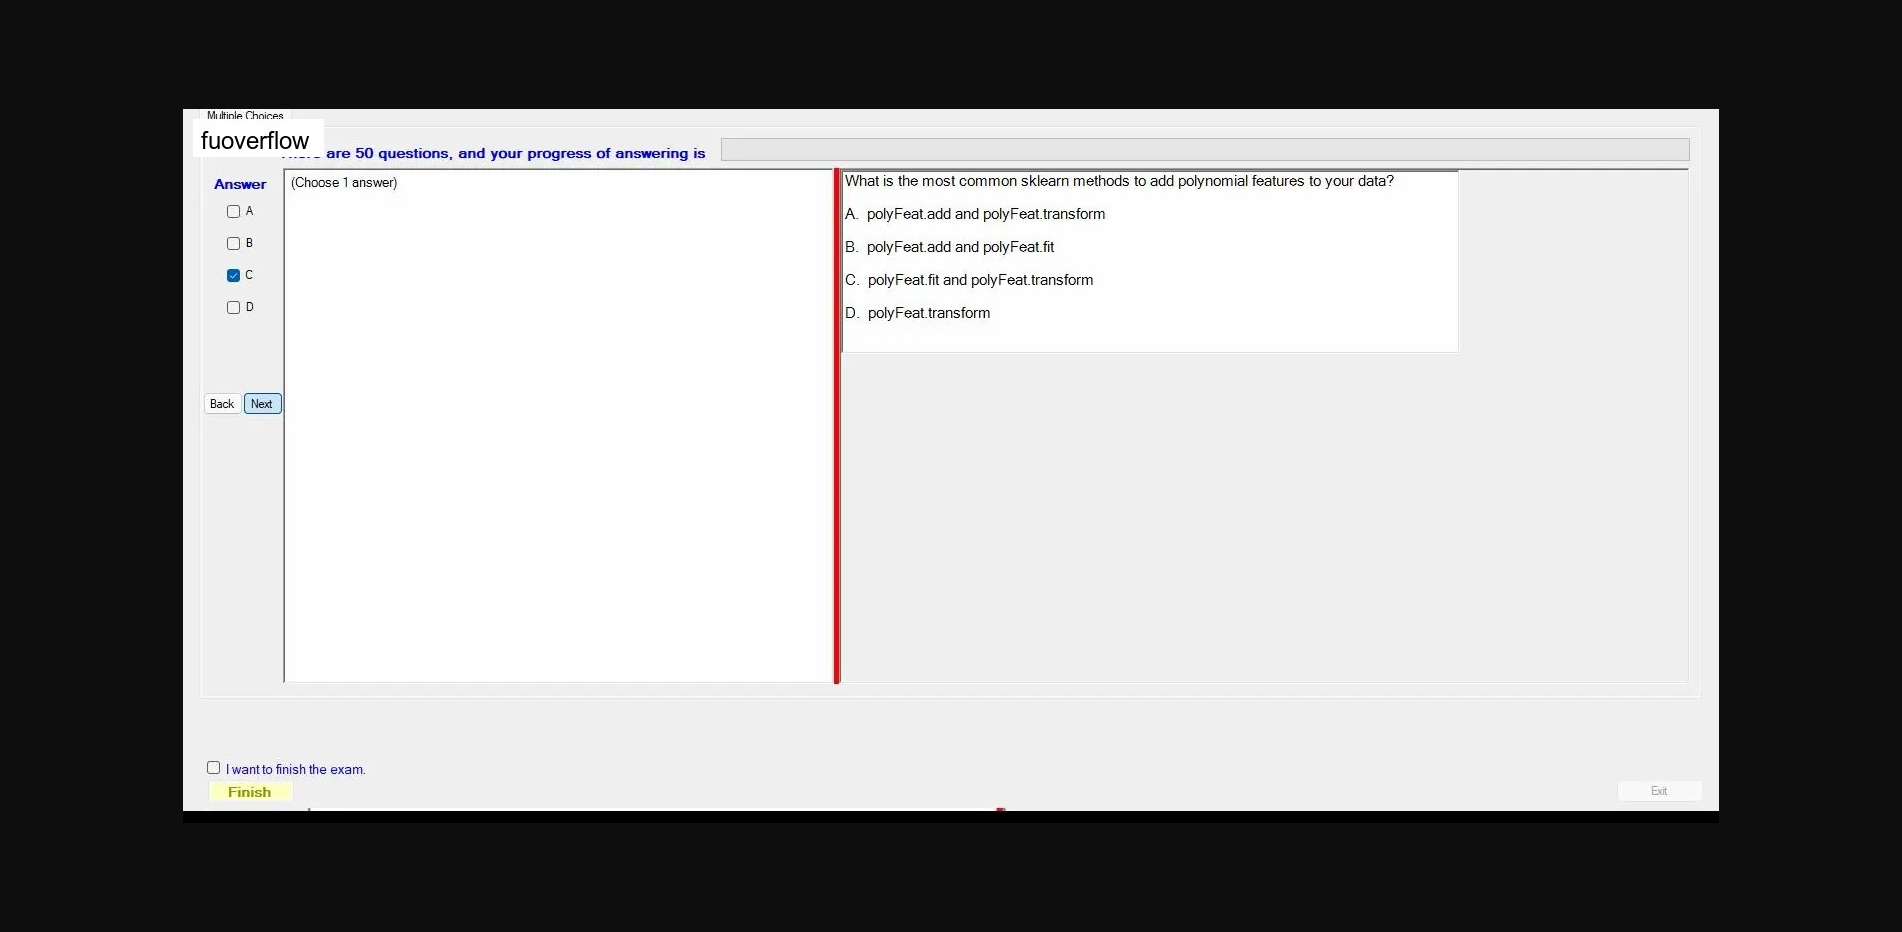 Multiple Choices
fuoverflow
are 50 questions, and your progress of answering is
Answer
(Choose 1 answer)
A
B
C
D
Back Next
What is the most common sklearn methods to add polynomial features to your data?
A. polyFeat.add and polyFeat.transform
B. polyFeat.add and polyFeat.fit
C. polyFeat.fit and polyFeat.transform
D. polyFeat.transform
I want to finish the exam.
Finish
Exit